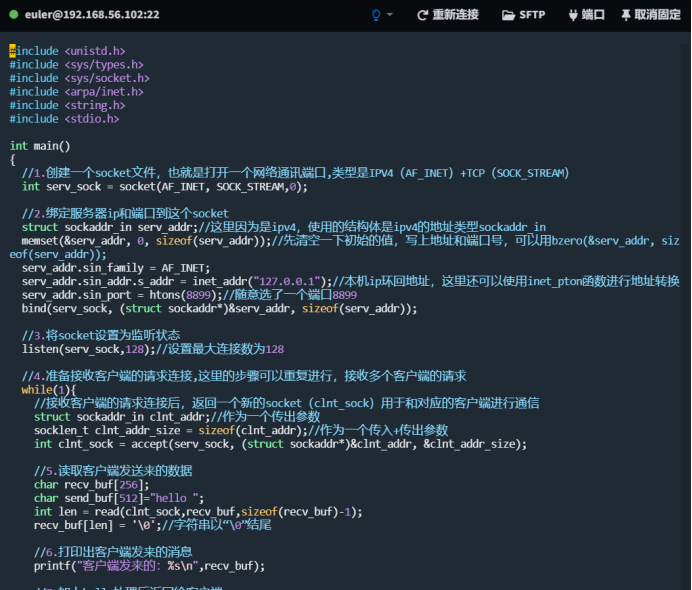 euler@192.168.56.102:22 重新连接 SFTP 端口 取消固定
#include <unistd.h>
#include <sys/types.h>
#include <sys/socket.h>
#include <arpa/inet.h>
#include <string.h>
#include <stdio.h>
int main()
{
//1.创建一个socket文件，也就是打开一个网络通讯端口,类型是IPV4（AF_INET）+TCP（SOCK_STREAM）
int serv_sock = socket(AF_INET, SOCK_STREAM,0);
//2.绑定服务器ip和端口到这个socket
struct sockaddr_in serv_addr;//这里因为是ipv4，使用的结构体是ipv4的地址类型sockaddr_in
memset(&serv_addr, 0, sizeof(serv_addr));//先清空一下初始的值，写上地址和端口号，可以用bzero(&serv_addr, siz
eof(serv_addr));
serv_addr.sin_family = AF_INET;
serv_addr.sin_addr.s_addr = inet_addr("127.0.0.1");//本机ip环回地址，这里还可以使用inet_pton函数进行地址转换
serv_addr.sin_port = htons(8899);//随意选了一个端口8899
bind(serv_sock, (struct sockaddr*)&serv_addr, sizeof(serv_addr));
//3.将socket设置为监听状态
listen(serv_sock,128);//设置最大连接数为128
//4.准备接收客户端的请求连接,这里的步骤可以重复进行，接收多个客户端的请求
while(1){
//接收客户端的请求连接后，返回一个新的socket（clnt_sock）用于和对应的客户端进行通信
struct sockaddr_in clnt_addr;//作为一个传出参数
socklen_t clnt_addr_size = sizeof(clnt_addr);//作为一个传入+传出参数
int clnt_sock = accept(serv_sock, (struct sockaddr*)&clnt_addr, &clnt_addr_size);
//5.读取客户端发送来的数据
char recv_buf[256];
char send_buf[512]="hello ";
int len = read(clnt_sock,recv_buf,sizeof(recv_buf)-1);
recv_buf[len] = '\0';//字符串以“\0”结尾
//6.打印出客户端发来的消息
printf("客户端发来的: %s\n",recv_buf);